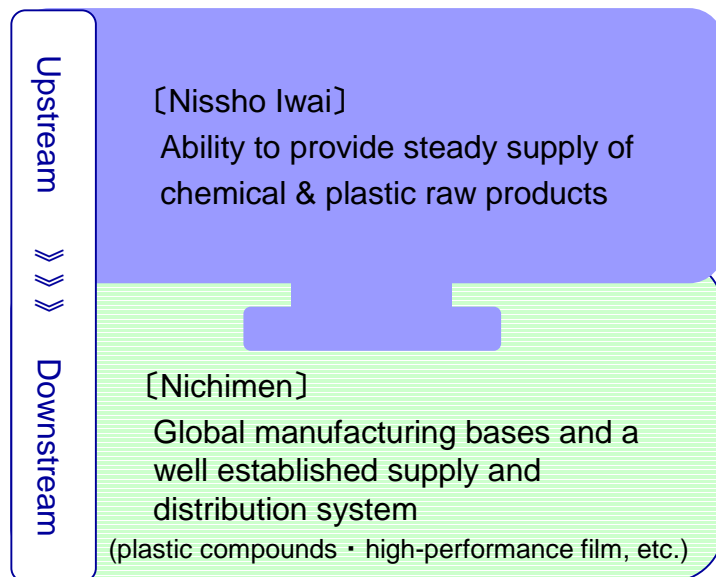 Upstream
》》》
Downstream
〔Nissho Iwai〕
Ability to provide steady supply of
chemical & plastic raw products
〔Nichimen〕
Global manufacturing bases and a
well established supply and
distribution system
(plastic compounds・high-performance film, etc.)